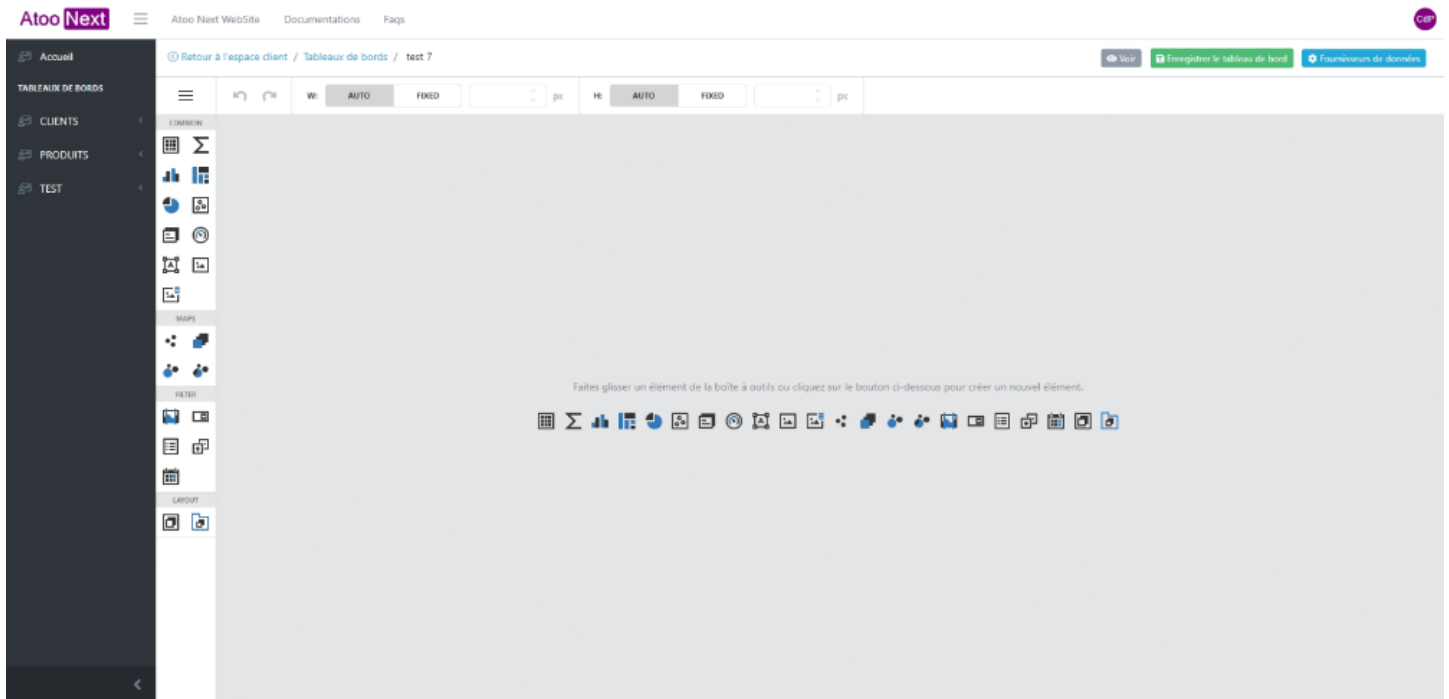 Atoo Next
Atoo Next WebSite Documentations Faqs
CdP
Accueil
Retour à l'espace client / Tableaux de bords / test 7
Voir
Enregistrer le tableau de bord
Fournisseurs de données
TABLEAUX DE BORDS
W: AUTO FIXED px H: AUTO FIXED px
CLIENTS
COMMON
PRODUITS
TEST
MAPS
FILTER
Faites glisser un élément de la boîte à outils ou cliquez sur le bouton ci-dessous pour créer un nouvel élément.
LAYOUT